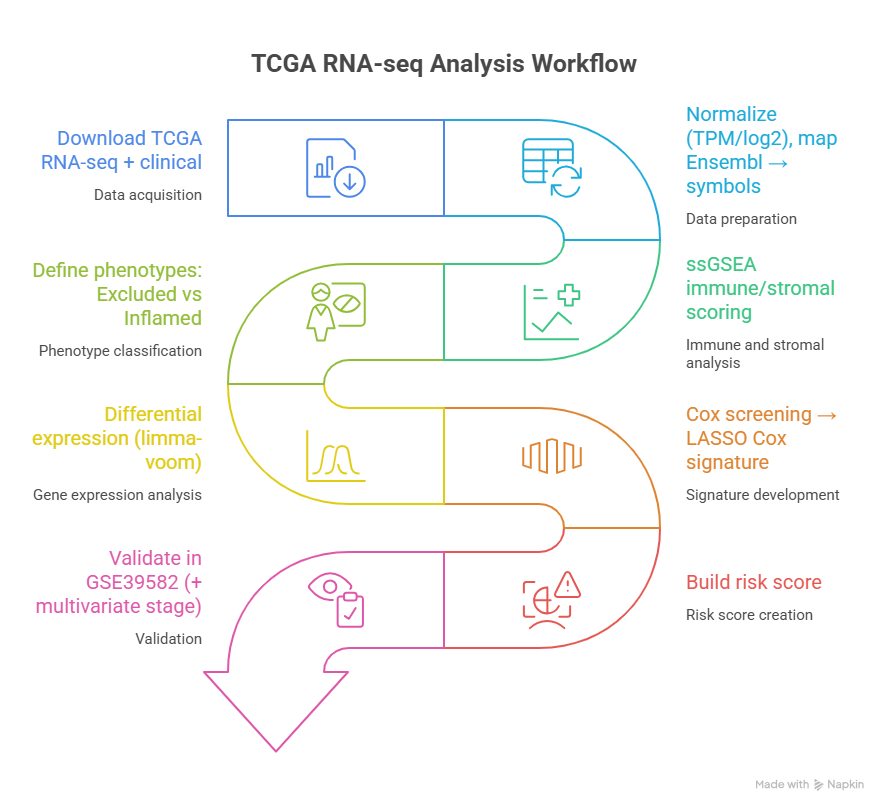 TCGA RNA-seq Analysis Workflow
Download TCGA
RNA-seq + clinical
Data acquisition
Normalize
(TPM/log2), map
Ensembl →
symbols
Data preparation
ssGSEA
immune/stromal
scoring
Immune and stromal
analysis
Define phenotypes:
Excluded vs
Inflamed
Phenotype classification
Differential
expression (limma-
voom)
Gene expression analysis
Cox screening →
LASSO Cox
signature
Signature development
Build risk score
Risk score creation
Validate in
GSE39582 (+
multivariate stage)
Validation
Made with Napkin